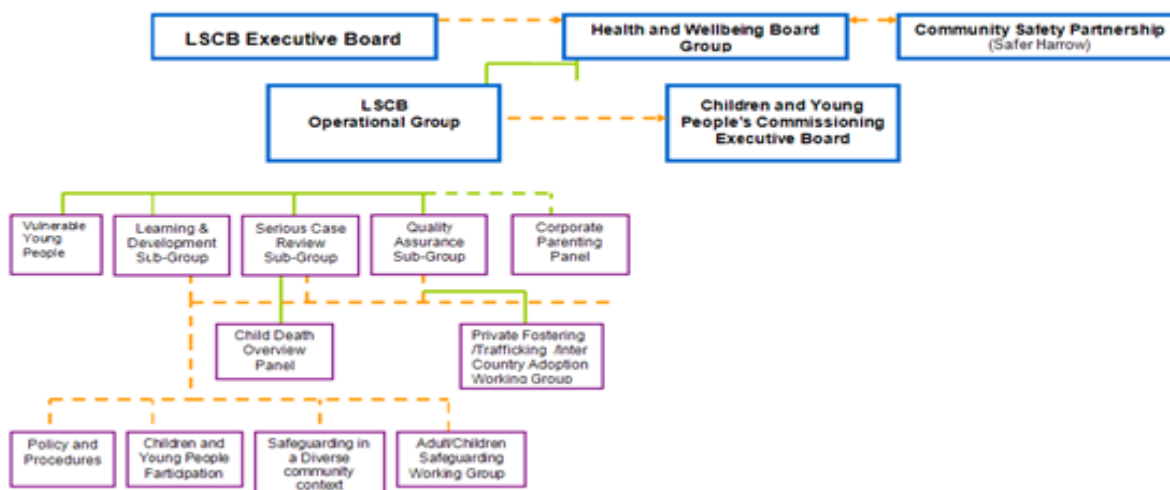 LSCB Executive Board
Health and Wellbeing Board
Group
Community Safety Partnership
(Safer Harrow)
LSCB
Operational Group
Children and Young
People's Commissioning
Executive Board
Vulnerable
Young
People
Learning &
Development
Sub-Group
Serious Case
Review
Sub-Group
Quality
Assurance
Sub-Group
Corporate
Parenting
Panel
Child Death
Overview
Panel
Private Fostering
/Trafficking /Inter
Country Adoption
Working Group
Policy and
Procedures
Children and
Young People
Participation
Safeguarding in
a Diverse
community
context
Adult/Children
Safeguarding
Working Group